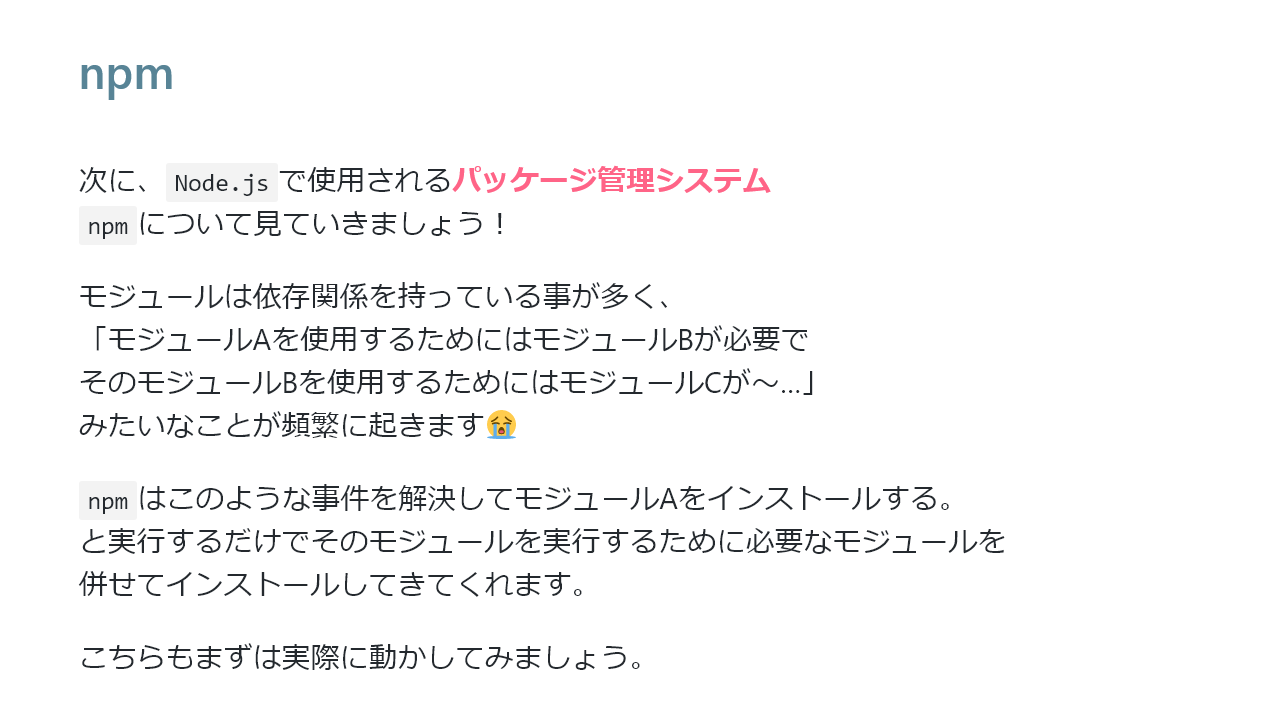 npm
次に、Node.jsで使用されるパッケージ管理システム
npmについて見ていきましょう！
モジュールは依存関係を持っている事が多く、
「モジュールAを使用するためにはモジュールBが必要で
そのモジュールBを使用するためにはモジュールCが〜…」
みたいなことが頻繁に起きます😭
npmはこのような事件を解決してモジュールAをインストールする。
と実行するだけでそのモジュールを実行するために必要なモジュールを
併せてインストールしてきてくれます。
こちらもまずは実際に動かしてみましょう。